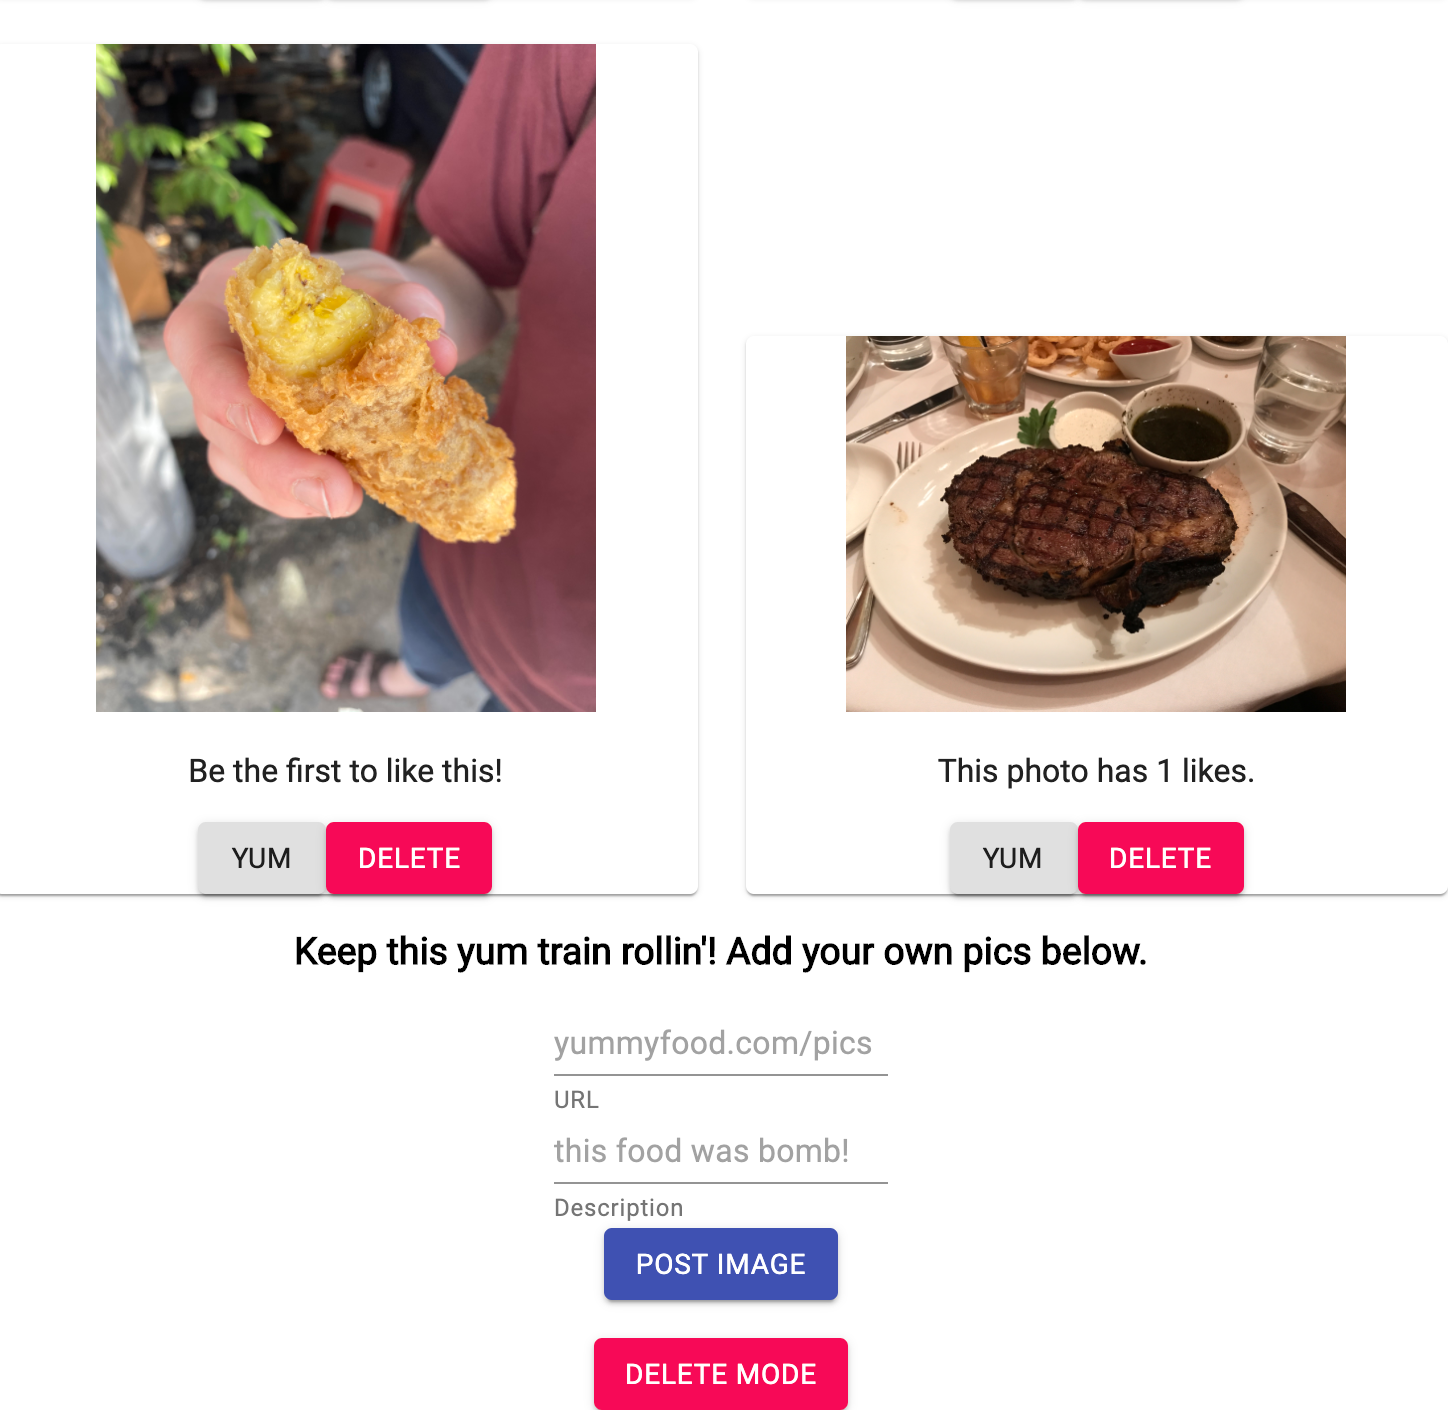 Be the first to like this!
YUM
DELETE
This photo has 1 likes.
YUM
DELETE
Keep this yum train rollin'! Add your own pics below.
yummyfood.com/pics
URL
this food was bomb!
Description
POST IMAGE
DELETE MODE